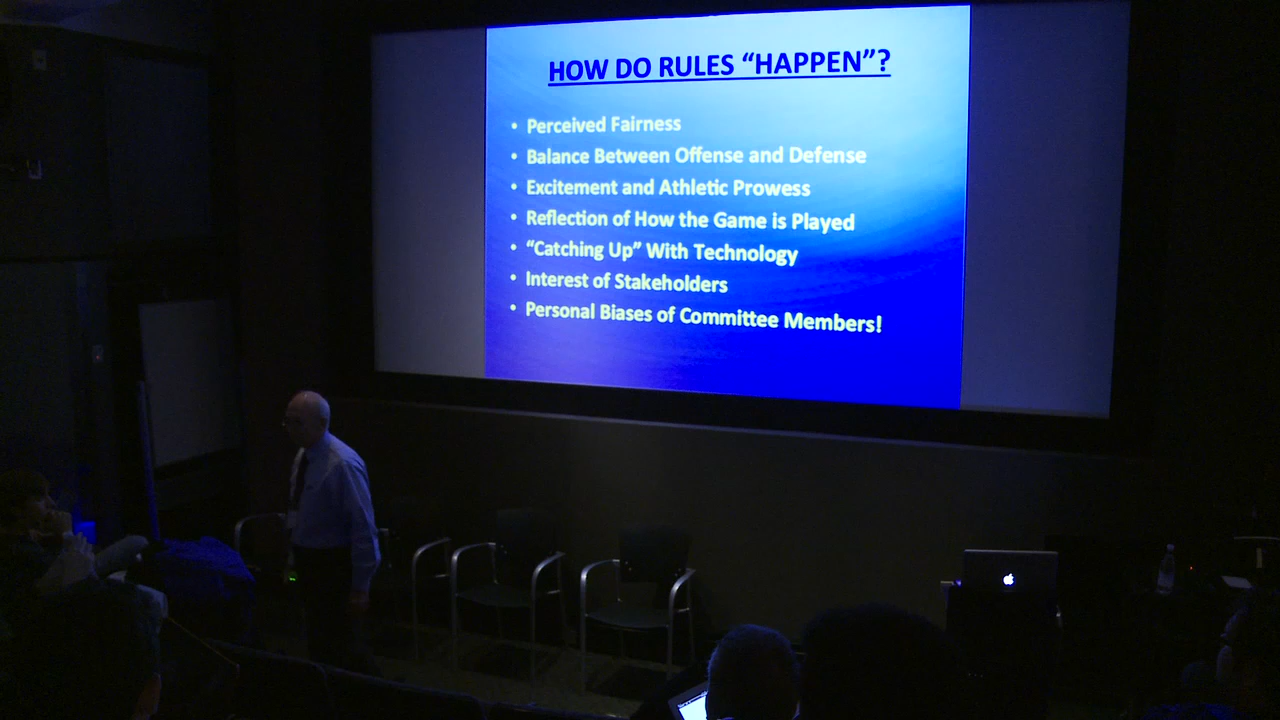 HOW DO RULES “HAPPEN”?
• Perceived Fairness
• Balance Between Offense and Defense
• Excitement and Athletic Prowess
• Reflection of How the Game is Played
• “Catching Up” With Technology
• Interest of Stakeholders
• Personal Biases of Committee Members!